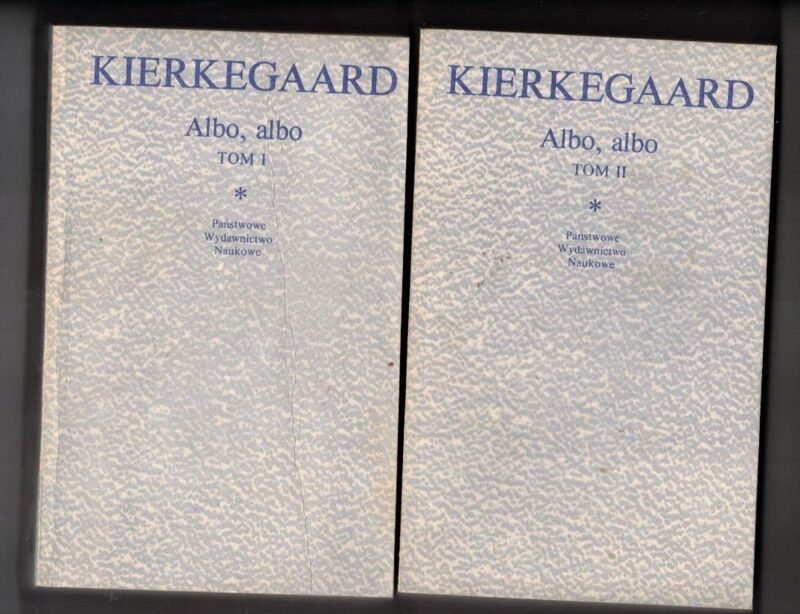 KIERKEGAARD
Albo, albo
TOM I
*
Państwowe
Wydawnictwo
Naukowe
KIERKEGAARD
Albo, albo
TOM II
*
Państwowe
Wydawnictwo
Naukowe